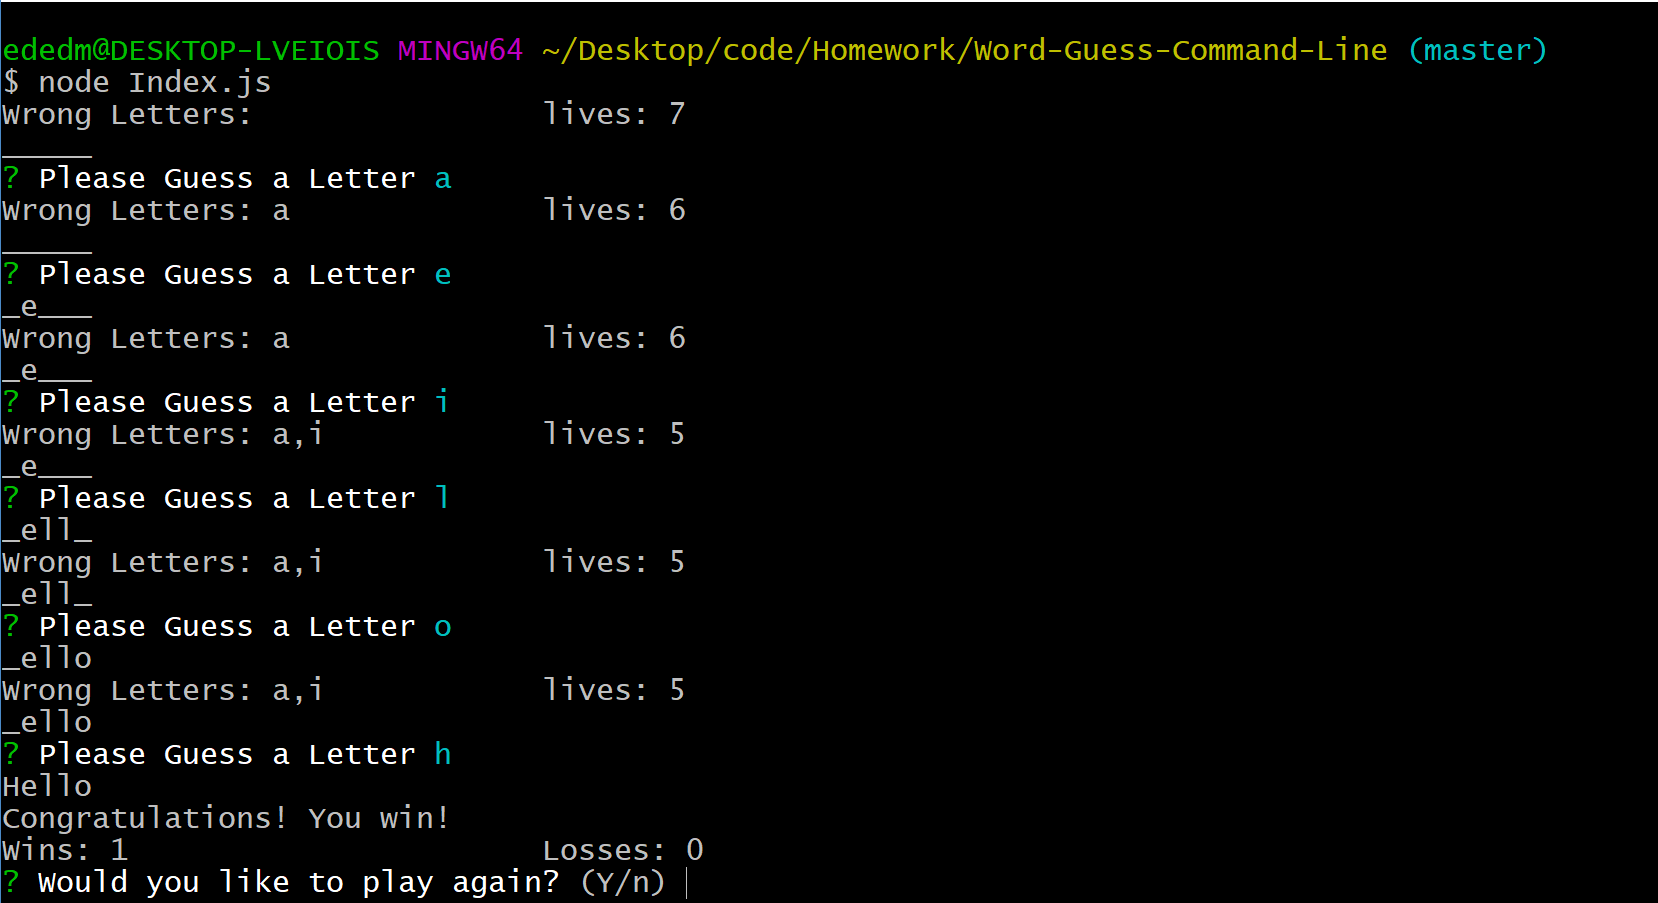 ededm@DESKTOP-LVEIOIS MINGW64 ~/Desktop/code/Homework/Word-Guess-Command-Line (master)
$ node Index.js
Wrong Letters:                lives: 7
_____
? Please Guess a Letter a
Wrong Letters: a              lives: 6
_____
? Please Guess a Letter e
_e___
Wrong Letters: a              lives: 6
_e___
? Please Guess a Letter i
Wrong Letters: a,i            lives: 5
_e___
? Please Guess a Letter l
_ell_
Wrong Letters: a,i            lives: 5
_ell_
? Please Guess a Letter o
_ello
Wrong Letters: a,i            lives: 5
_ello
? Please Guess a Letter h
Hello
Congratulations! You win!
Wins: 1                       Losses: 0
? Would you like to play again? (Y/n)